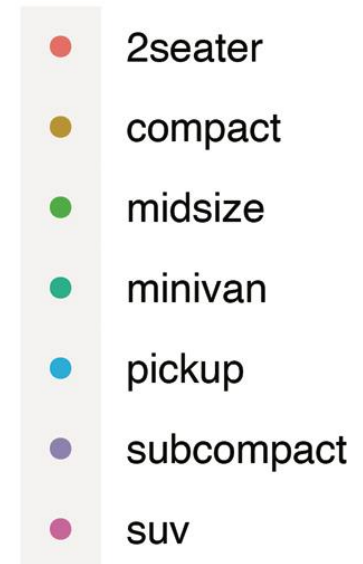 2seater
compact
midsize
minivan
pickup
subcompact
suv